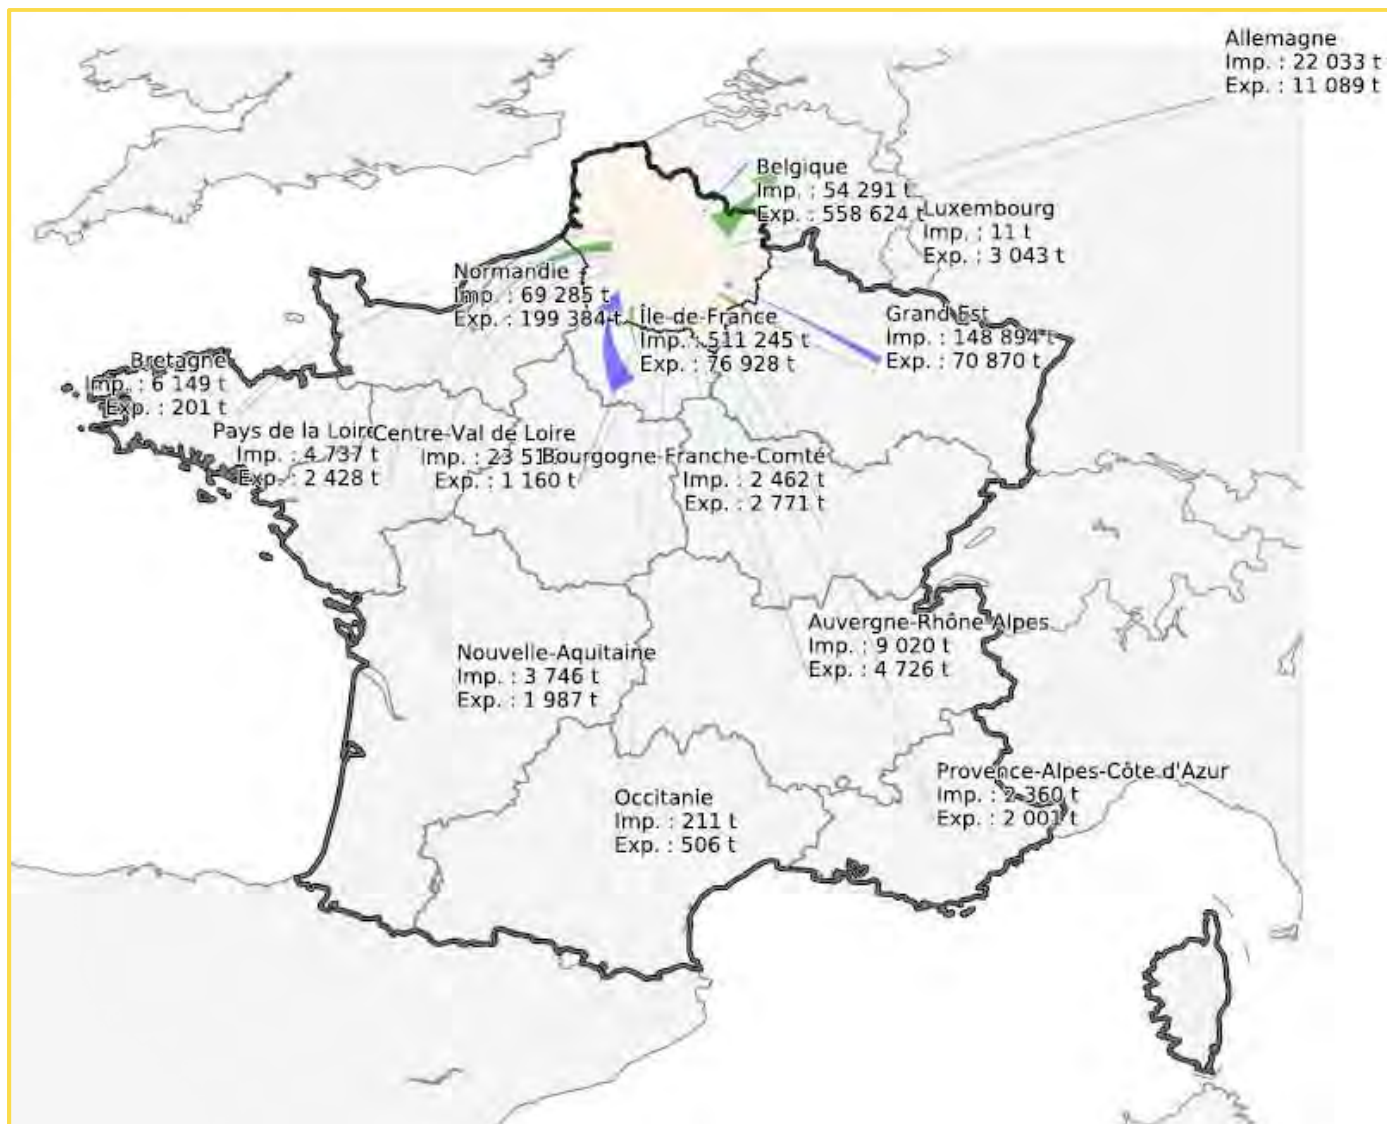 Allemagne
Imp. : 22 033 t
Exp. : 11 089 t
Belgique
Imp. : 54 291 t
Exp. : 558 624 t
Luxembourg
Imp. : 11 t
Exp. : 3 043 t
Normandie
Imp. : 69 285 t
Exp. : 199 384 t
Île-de-France
Imp. : 511 245 t
Exp. : 76 928 t
Grand Est
Imp. : 148 894 t
Exp. : 70 870 t
Bretagne
Imp. : 6 149 t
Exp. : 201 t
Pays de la Loire
Imp. : 4 737 t
Exp. : 2 428 t
Centre-Val de Loire
Imp. : 23 51
Exp. : 1 160 t
Bourgogne-Franche-Comté
Imp. : 2 462 t
Exp. : 2 771 t
Auvergne-Rhône Alpes
Imp. : 9 020 t
Exp. : 4 726 t
Nouvelle-Aquitaine
Imp. : 3 746 t
Exp. : 1 987 t
Provence-Alpes-Côte d'Azur
Imp. : 2 360 t
Exp. : 2 001 t
Occitanie
Imp. : 211 t
Exp. : 506 t